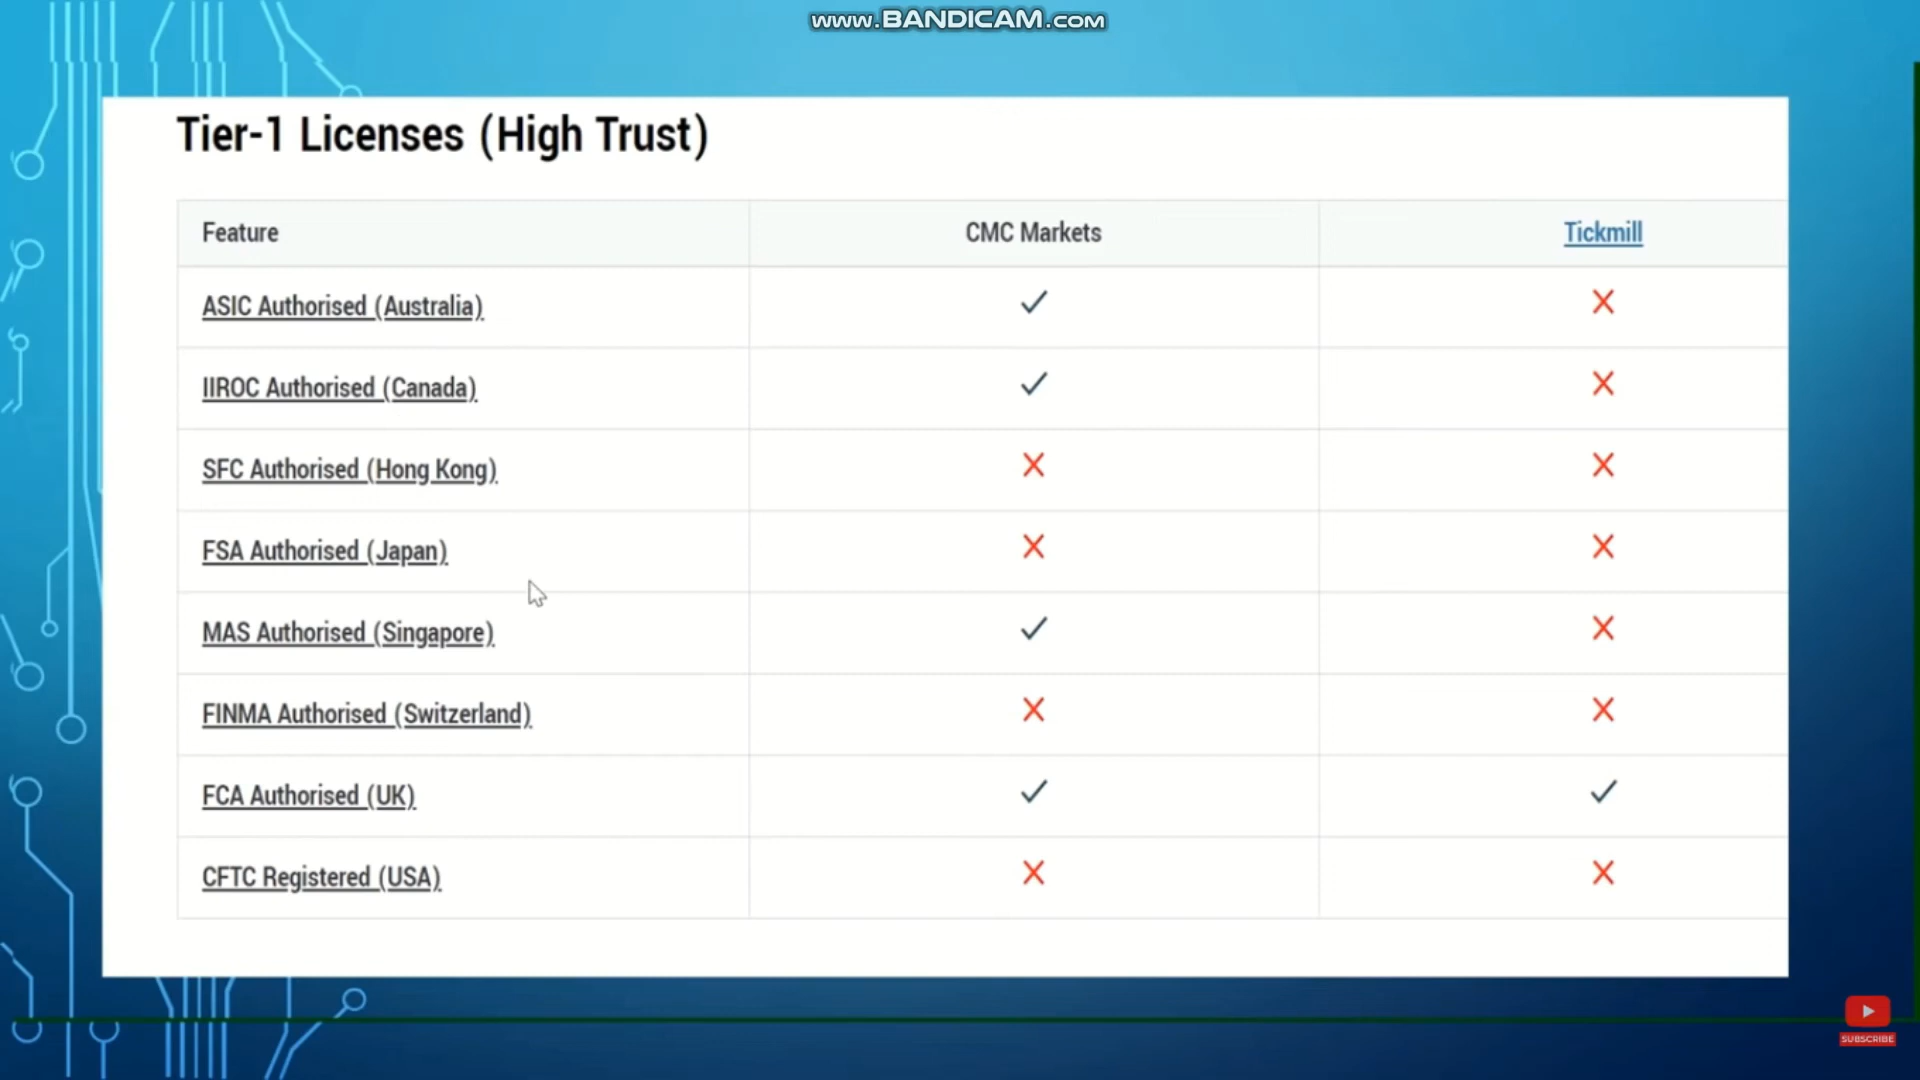 www.BANDICAM.com
Tier-1 Licenses (High Trust)
Feature CMC Markets Tickmill
ASIC Authorised (Australia) ✓ ✕
IIROC Authorised (Canada) ✓ ✕
SFC Authorised (Hong Kong) ✕ ✕
FSA Authorised (Japan) ✕ ✕
MAS Authorised (Singapore) ✓ ✕
FINMA Authorised (Switzerland) ✕ ✕
FCA Authorised (UK) ✓ ✓
CFTC Registered (USA) ✕ ✕
SUBSCRIBE